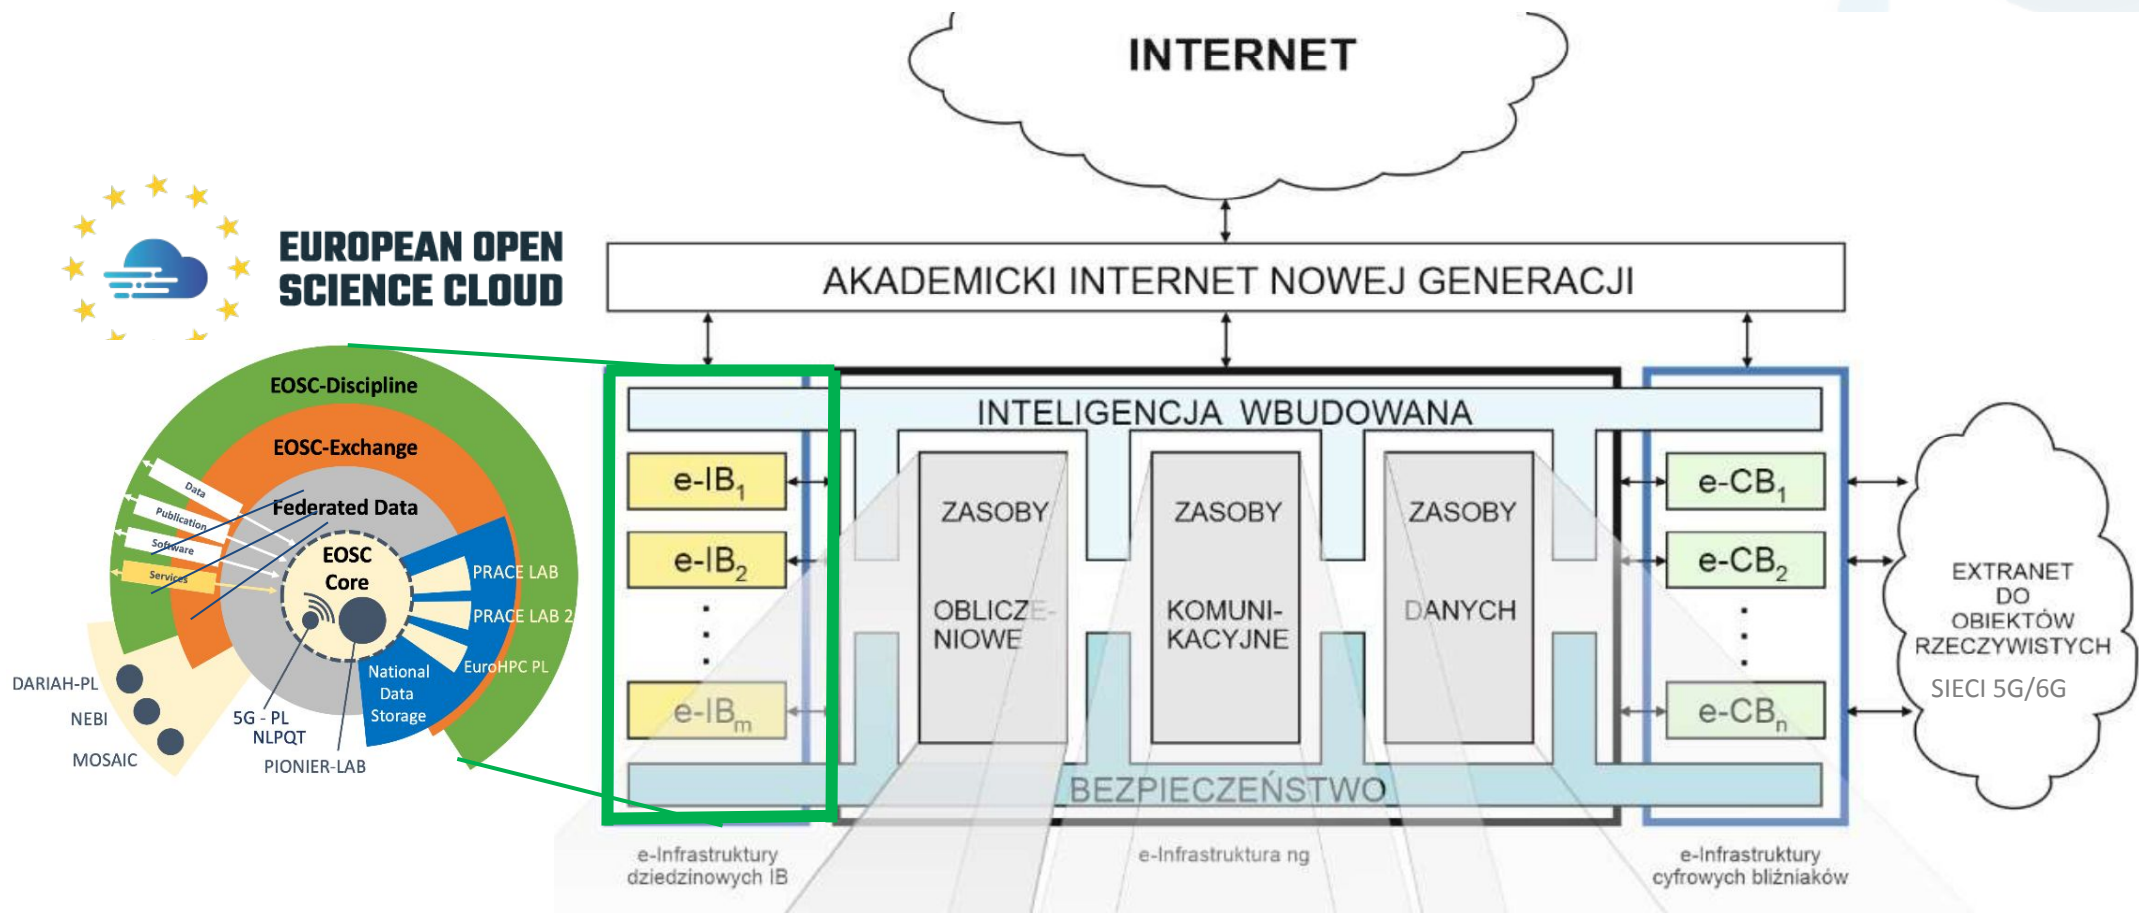 INTERNET
EUROPEAN OPEN
SCIENCE CLOUD
AKADEMICKI INTERNET NOWEJ GENERACJI
EOSC-Discipline
EOSC-Exchange
Federated Data
EOSC
Core
Data
Publication
Software
Services
PRACE LAB
PRACE LAB 2
EuroHPC PL
National
Data
Storage
DARIAH-PL
NEBI
MOSAIC
5G - PL
NLPQT
PIONIER-LAB
INTELIGENCJA WBUDOWANA
e-IB1
e-IB2
e-IBm
ZASOBY
OBLICZE-
NIOWE
ZASOBY
KOMUNI-
KACYJNE
ZASOBY
DANYCH
e-CB1
e-CB2
e-CBn
BEZPIECZEŃSTWO
EXTRANET
DO
OBIEKTÓW
RZECZYWISTYCH
SIECI 5G/6G
e-Infrastruktury
dziedzinowych IB
e-Infrastruktura ng
e-Infrastruktury
cyfrowych bliźniaków